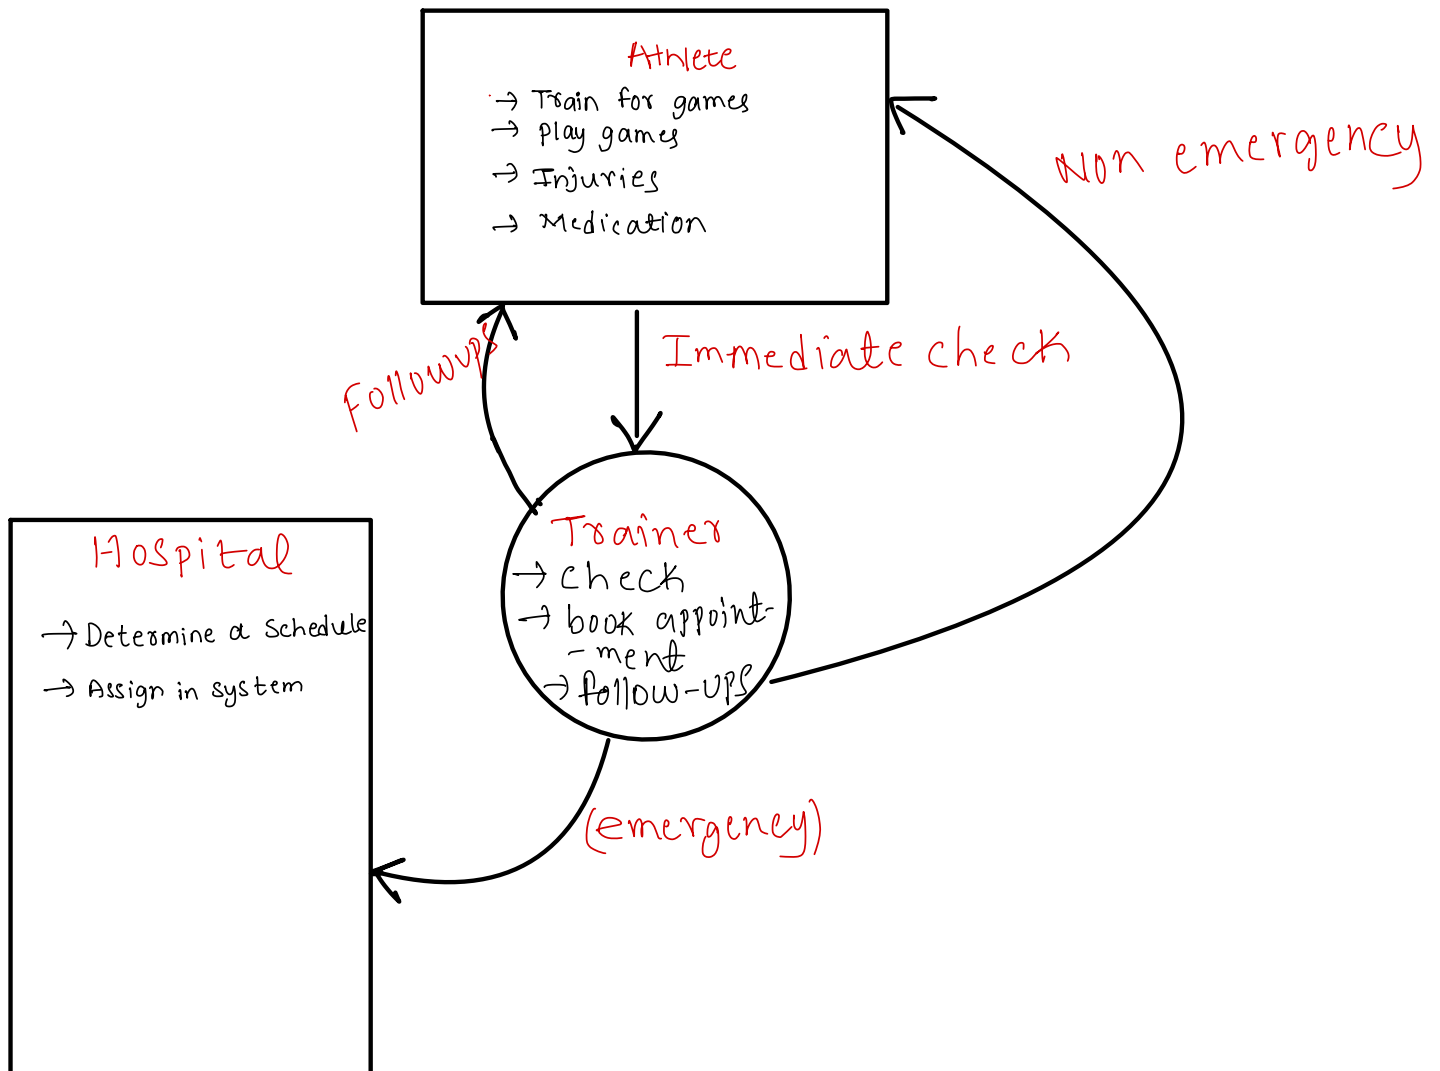 Athlete
→ Train for games
→ Play games
→ Injuries
→ Medication
Non emergency
Followups
Immediate check
Trainer
→ check
→ book appoint-
-ment
→ follow-ups
Hospital
→ Determine a Schedule
→ Assign in system
(emergency)